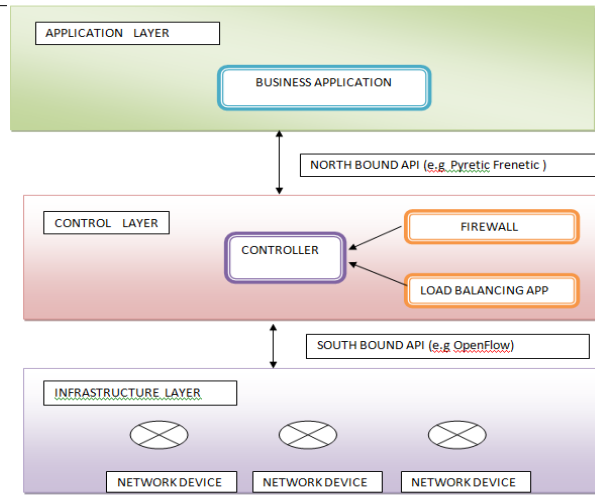 APPLICATION LAYER
BUSINESS APPLICATION
NORTH BOUND API (e.g Pyretic Frenetic )
CONTROL LAYER
CONTROLLER
FIREWALL
LOAD BALANCING APP
SOUTH BOUND API (e.g OpenFlow)
INFRASTRUCTURE LAYER
NETWORK DEVICE
NETWORK DEVICE
NETWORK DEVICE